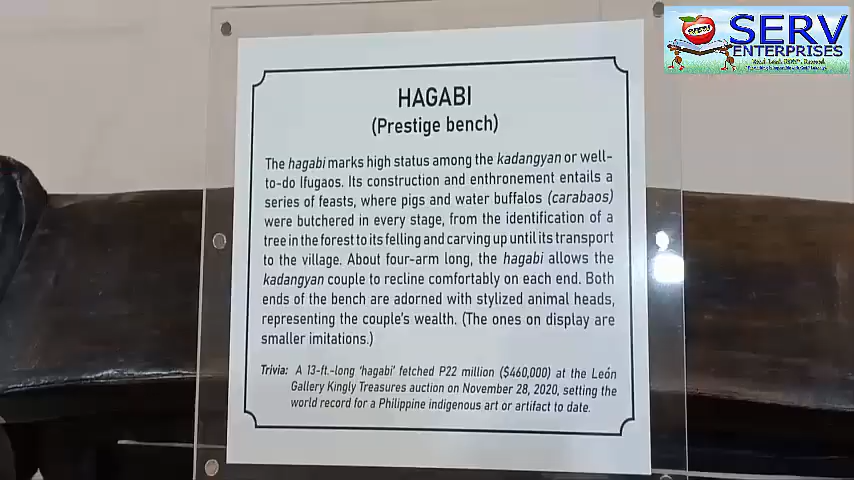 HAGABI
(Prestige bench)
The hagabi marks high status among the kadangyan or well-
to-do Ifugaos. Its construction and enthronement entails a
series of feasts, where pigs and water buffalos (carabaos)
were butchered in every stage, from the identification of a
tree in the forest to its felling and carving up until its transport
to the village. About four-arm long, the hagabi allows the
kadangyan couple to recline comfortably on each end. Both
ends of the bench are adorned with stylized animal heads,
representing the couple's wealth. (The ones on display are
smaller imitations.)
Trivia: A 13-ft.-long 'hagabi' fetched P22 million ($460,000) at the León
Gallery Kingly Treasures auction on November 28, 2020, setting the
world record for a Philippine indigenous art or artifact to date.
SERV
ENTERPRISES